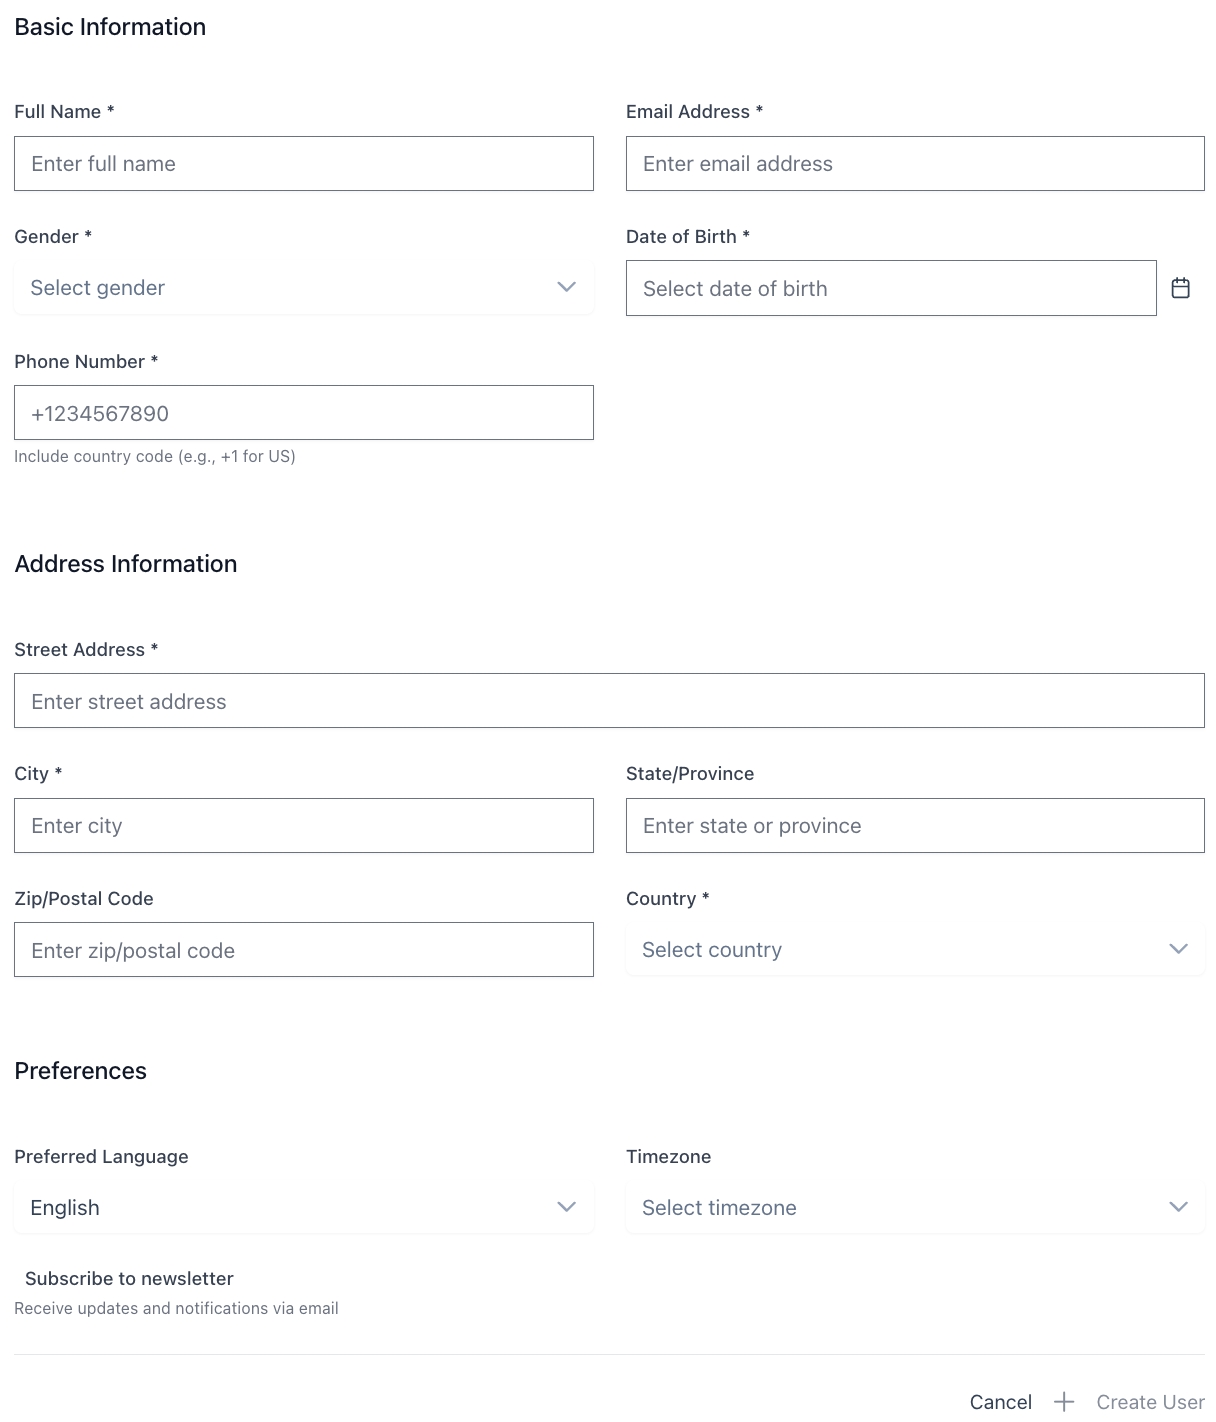 Basic Information
Full Name *
Email Address *
Enter full name
Enter email address
Gender *
Date of Birth *
Select gender
Select date of birth
Phone Number *
+1234567890
Include country code (e.g., +1 for US)
Address Information
Street Address *
Enter street address
City *
State/Province
Enter city
Enter state or province
Zip/Postal Code
Country *
Enter zip/postal code
Select country
Preferences
Preferred Language
Timezone
English
Select timezone
Subscribe to newsletter
Receive updates and notifications via email
Cancel
Create User